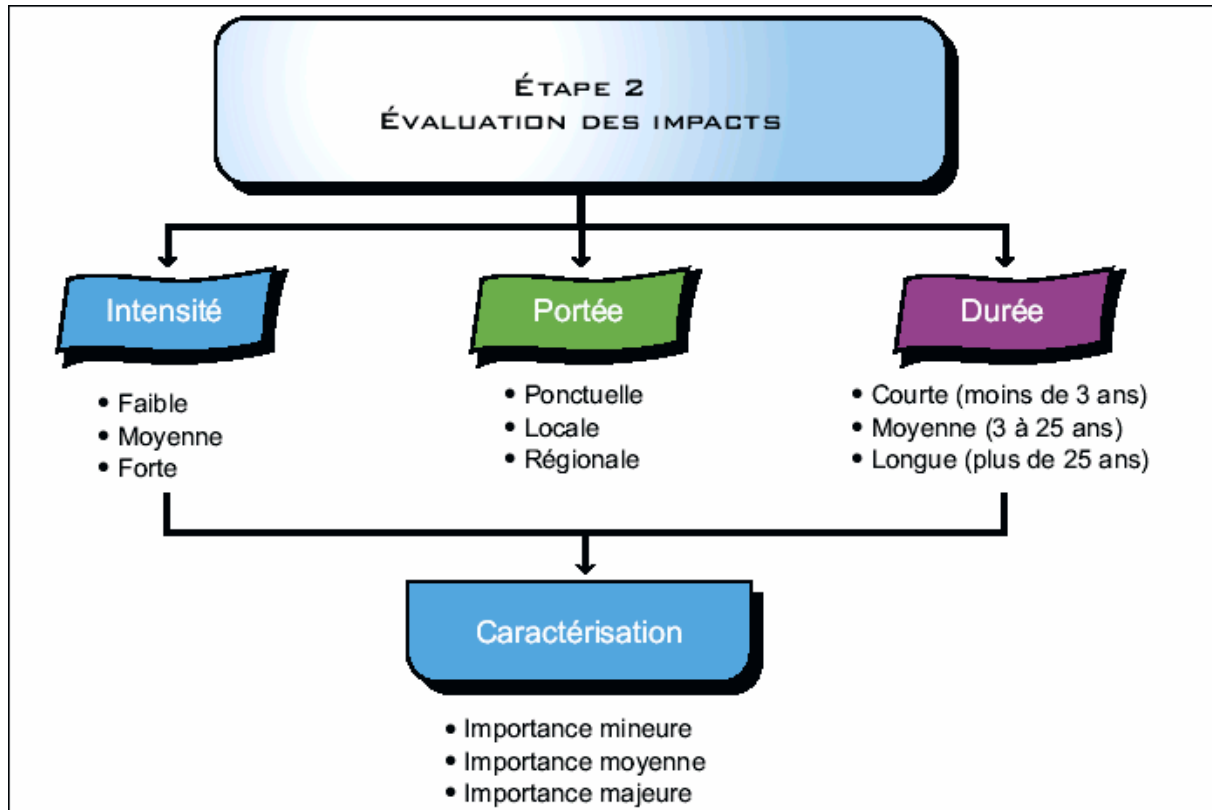 ÉTAPE 2
ÉVALUATION DES IMPACTS
Intensité
• Faible
• Moyenne
• Forte
Portée
• Ponctuelle
• Locale
• Régionale
Durée
• Courte (moins de 3 ans)
• Moyenne (3 à 25 ans)
• Longue (plus de 25 ans)
Caractérisation
• Importance mineure
• Importance moyenne
• Importance majeure